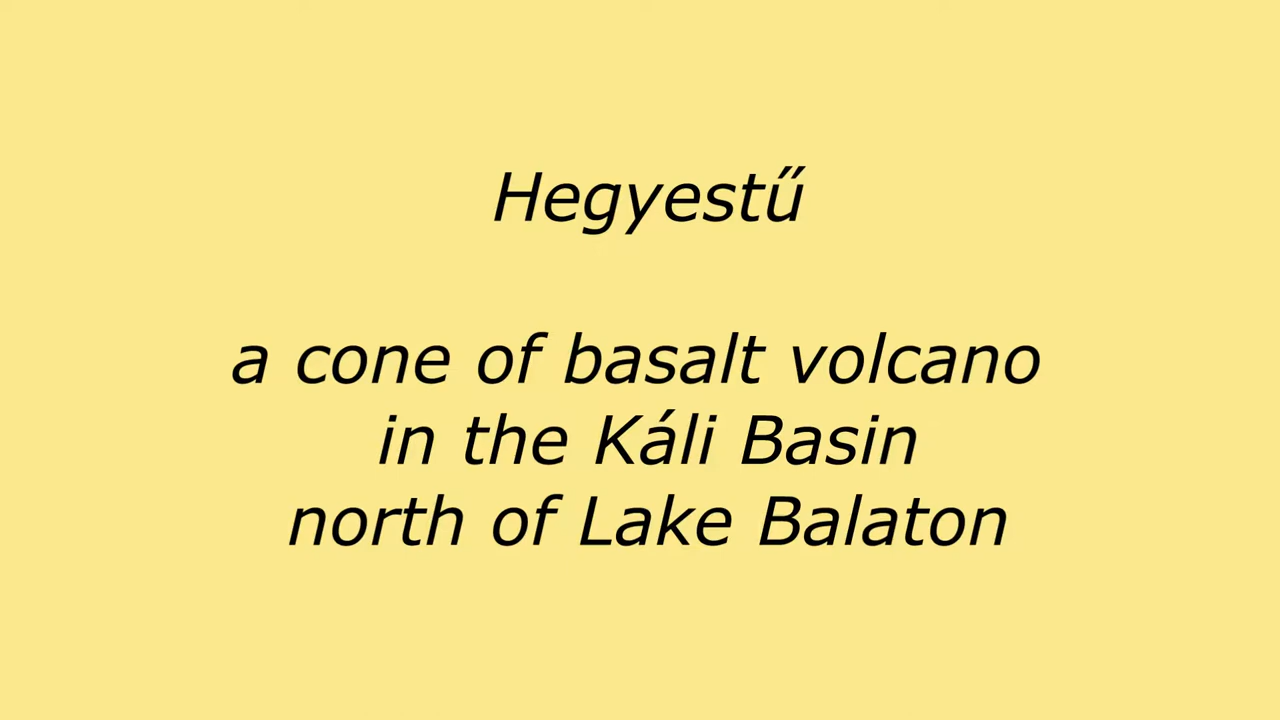 Hegyestű
a cone of basalt volcano
in the Káli Basin
north of Lake Balaton